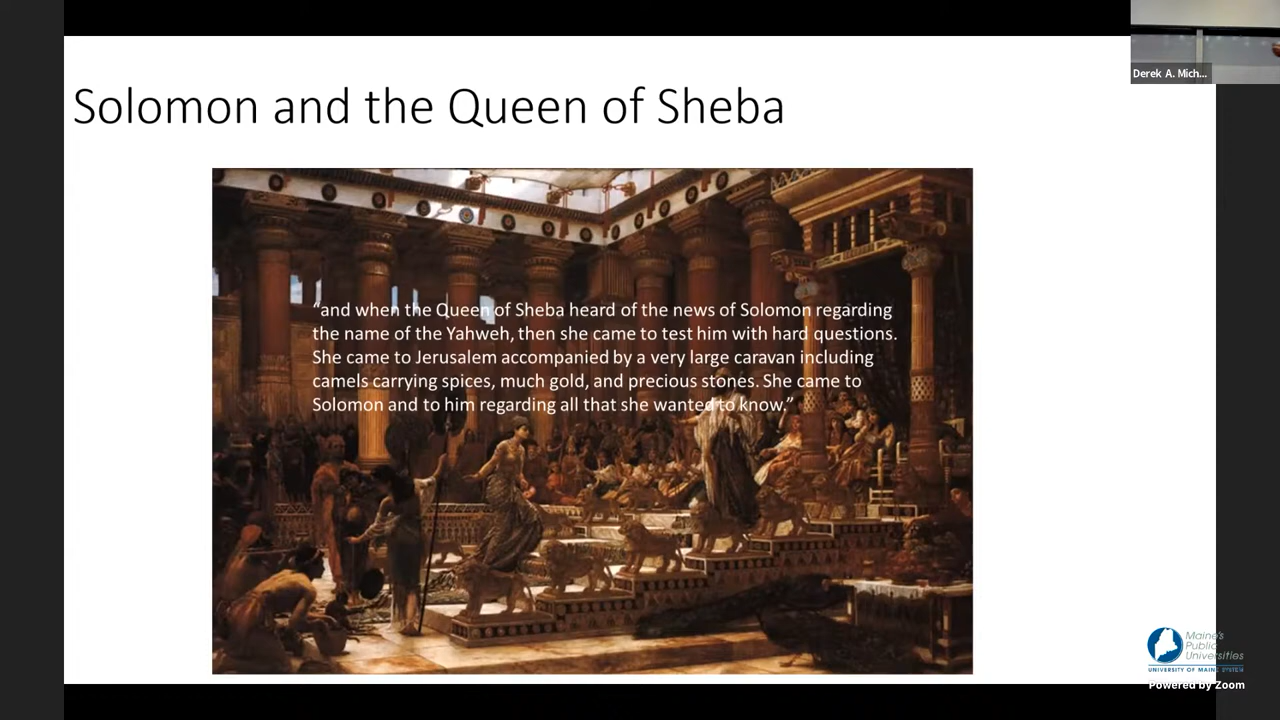 Derek A. Mich...
Solomon and the Queen of Sheba
“and when the Queen of Sheba heard of the news of Solomon regarding
the name of the Yahweh, then she came to test him with hard questions.
She came to Jerusalem accompanied by a very large caravan including
camels carrying spices, much gold, and precious stones. She came to
Solomon and to him regarding all that she wanted to know.”
Maine's
Public
Universities
UNIVERSITY OF MAINE SYSTEM
Powered by Zoom